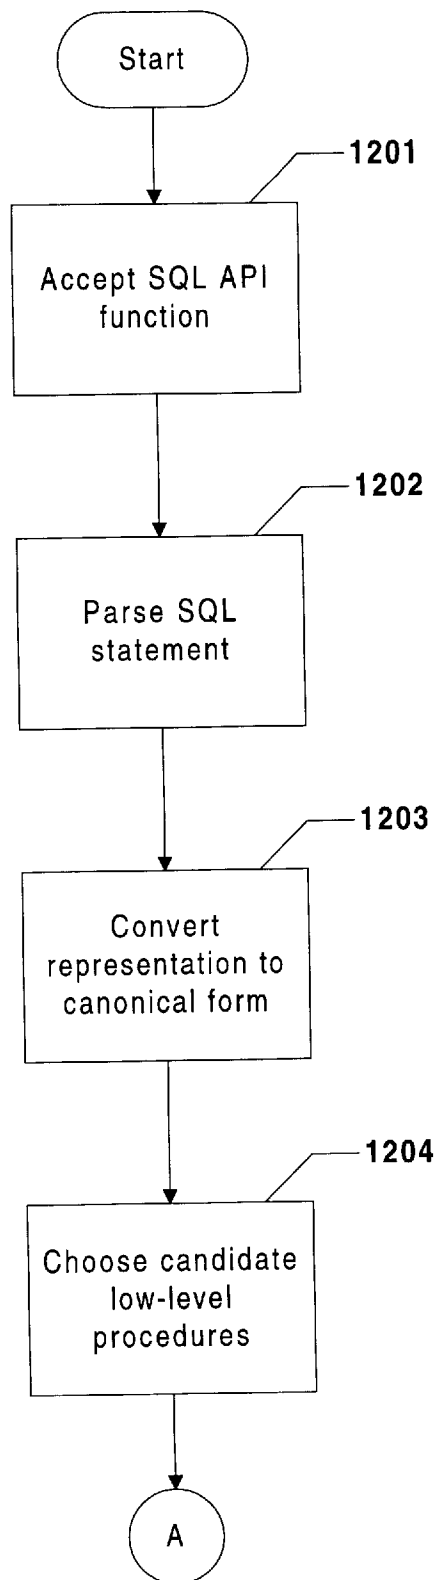 Start
1201
Accept SQL API
function
1202
Parse SQL
statement
1203
Convert
representation to
canonical form
1204
Choose candidate
low-level
procedures
A